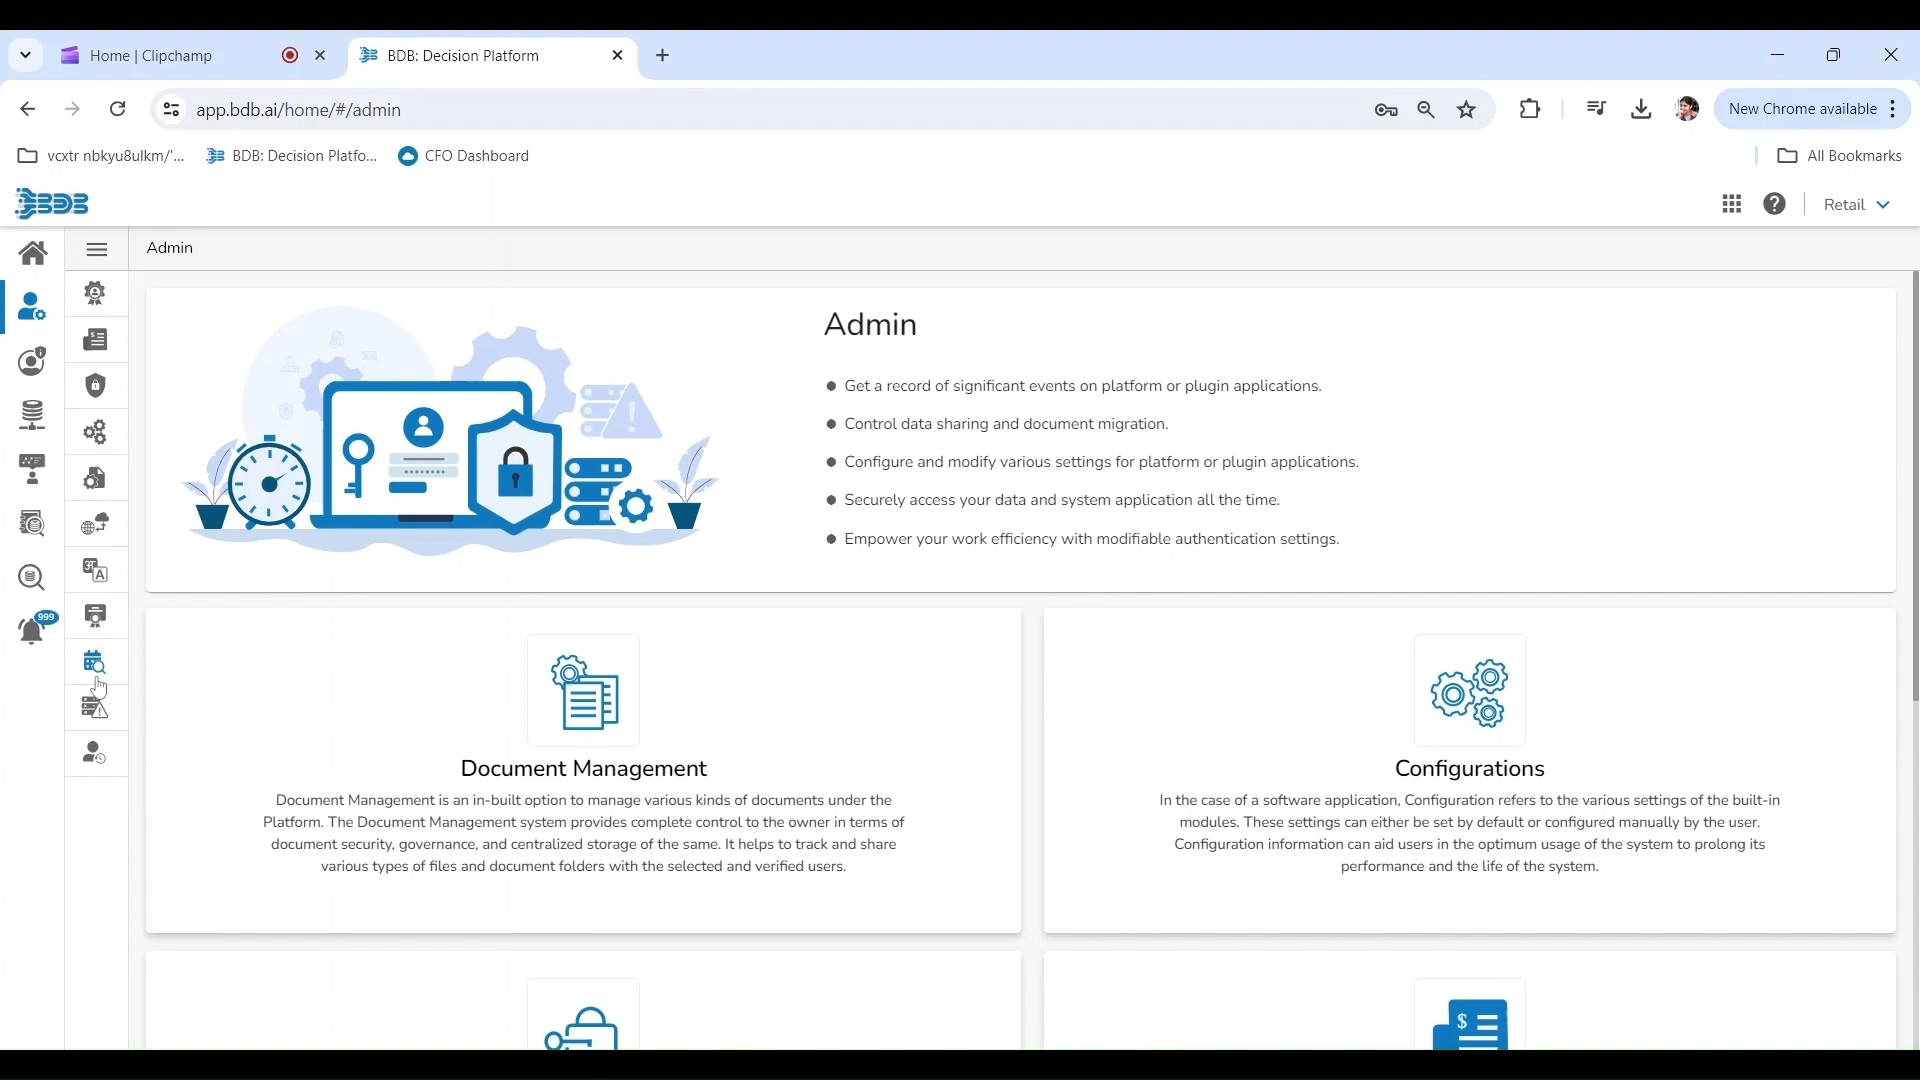 Home | Clipchamp
BDB: Decision Platform
app.bdb.ai/home/#/admin
New Chrome available
vcxtr nbkyu8ulkm/'...
BDB: Decision Platfo...
CFO Dashboard
All Bookmarks
BDB
Retail
Admin
Admin
Get a record of significant events on platform or plugin applications.
Control data sharing and document migration.
Configure and modify various settings for platform or plugin applications.
Securely access your data and system application all the time.
Empower your work efficiency with modifiable authentication settings.
999
Document Management
Document Management is an in-built option to manage various kinds of documents under the
Platform. The Document Management system provides complete control to the owner in terms of
document security, governance, and centralized storage of the same. It helps to track and share
various types of files and document folders with the selected and verified users.
Configurations
In the case of a software application, Configuration refers to the various settings of the built-in
modules. These settings can either be set by default or configured manually by the user.
Configuration information can aid users in the optimum usage of the system to prolong its
performance and the life of the system.